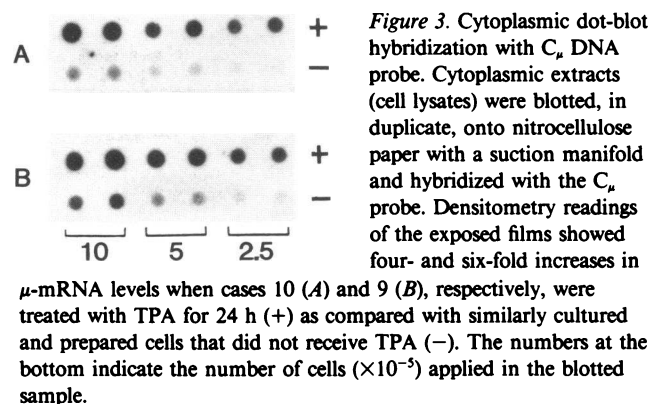 A
+
−
B
+
−
10 5 2.5
Figure 3. Cytoplasmic dot-blot
hybridization with Cμ DNA
probe. Cytoplasmic extracts
(cell lysates) were blotted, in
duplicate, onto nitrocellulose
paper with a suction manifold
and hybridized with the Cμ
probe. Densitometry readings
of the exposed films showed
four- and six-fold increases in
μ-mRNA levels when cases 10 (A) and 9 (B), respectively, were
treated with TPA for 24 h (+) as compared with similarly cultured
and prepared cells that did not receive TPA (−). The numbers at the
bottom indicate the number of cells (×10⁻⁵) applied in the blotted
sample.